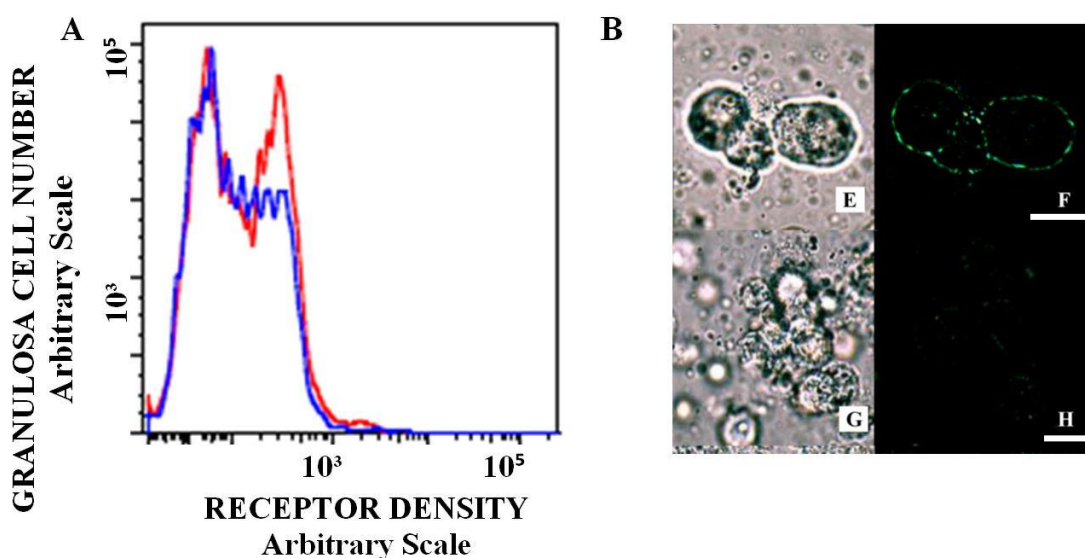 A
B
GRANULOSA CELL NUMBER
Arbitrary Scale
10⁵
10³
10³
10⁵
RECEPTOR DENSITY
Arbitrary Scale
E
F
G
H